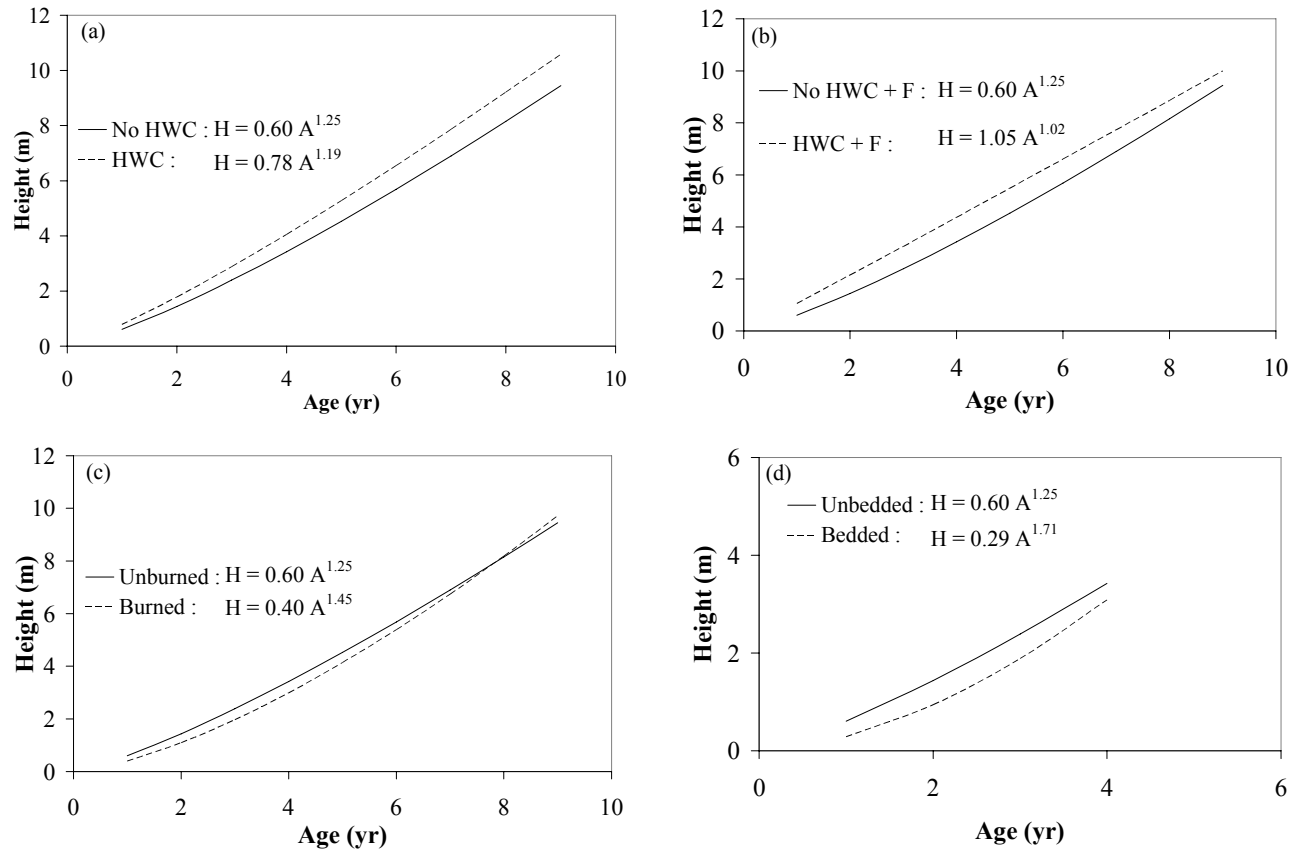 (a)
12
10
8
6
4
2
0
Height (m)
No HWC : H = 0.60 A^1.25
HWC : H = 0.78 A^1.19
0 2 4 6 8 10
Age (yr)
(b)
12
10
8
6
4
2
0
Height (m)
No HWC + F : H = 0.60 A^1.25
HWC + F : H = 1.05 A^1.02
0 2 4 6 8 10
Age (yr)
(c)
12
10
8
6
4
2
0
Height (m)
Unburned : H = 0.60 A^1.25
Burned : H = 0.40 A^1.45
0 2 4 6 8 10
Age (yr)
(d)
6
4
2
0
Height (m)
Unbedded : H = 0.60 A^1.25
Bedded : H = 0.29 A^1.71
0 2 4 6
Age (yr)